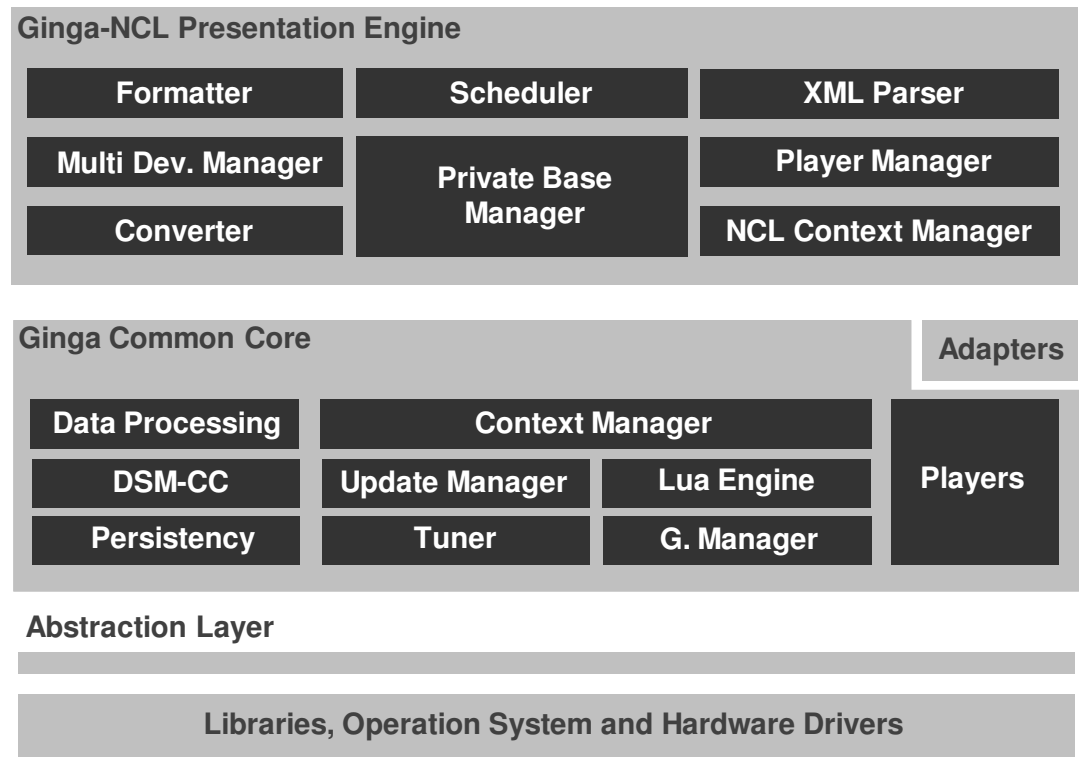 Ginga-NCL Presentation Engine
Formatter
Scheduler
XML Parser
Multi Dev. Manager
Private Base
Manager
Player Manager
Converter
NCL Context Manager
Ginga Common Core
Adapters
Data Processing
Context Manager
Players
DSM-CC
Update Manager
Lua Engine
Persistency
Tuner
G. Manager
Abstraction Layer
Libraries, Operation System and Hardware Drivers